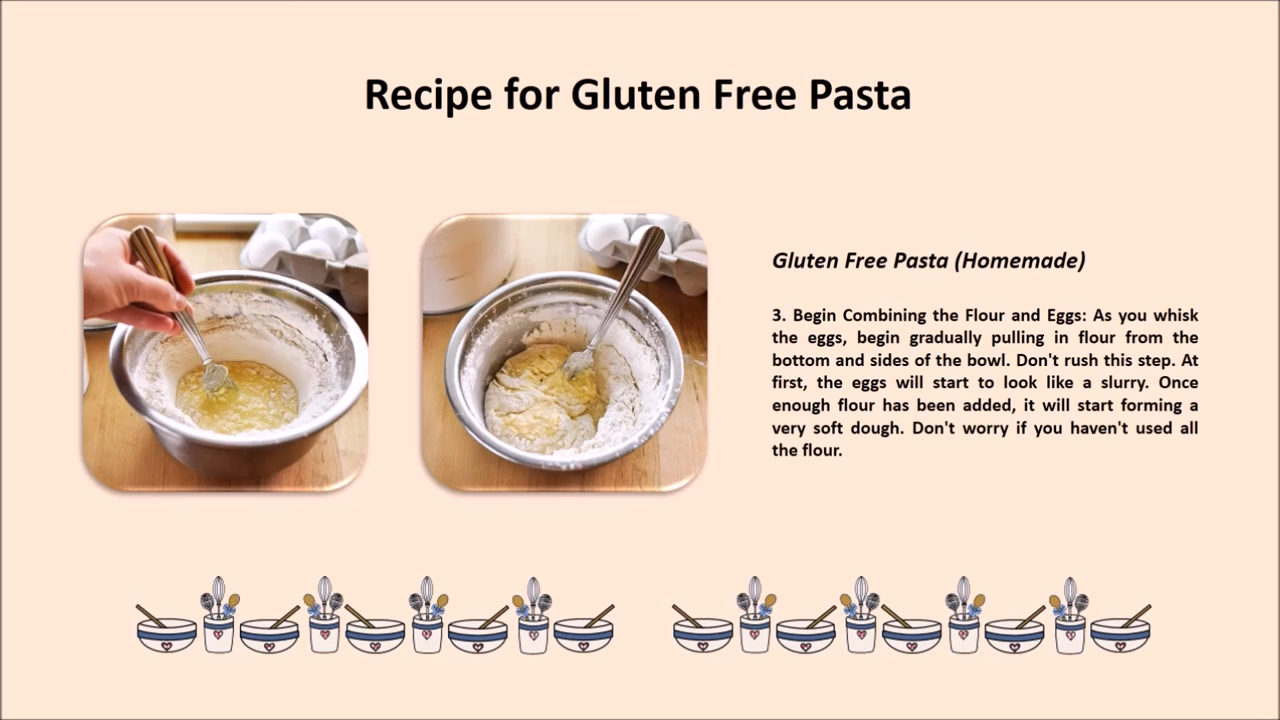 Recipe for Gluten Free Pasta
Gluten Free Pasta (Homemade)
3. Begin Combining the Flour and Eggs: As you whisk
the eggs, begin gradually pulling in flour from the
bottom and sides of the bowl. Don't rush this step. At
first, the eggs will start to look like a slurry. Once
enough flour has been added, it will start forming a
very soft dough. Don't worry if you haven't used all
the flour.